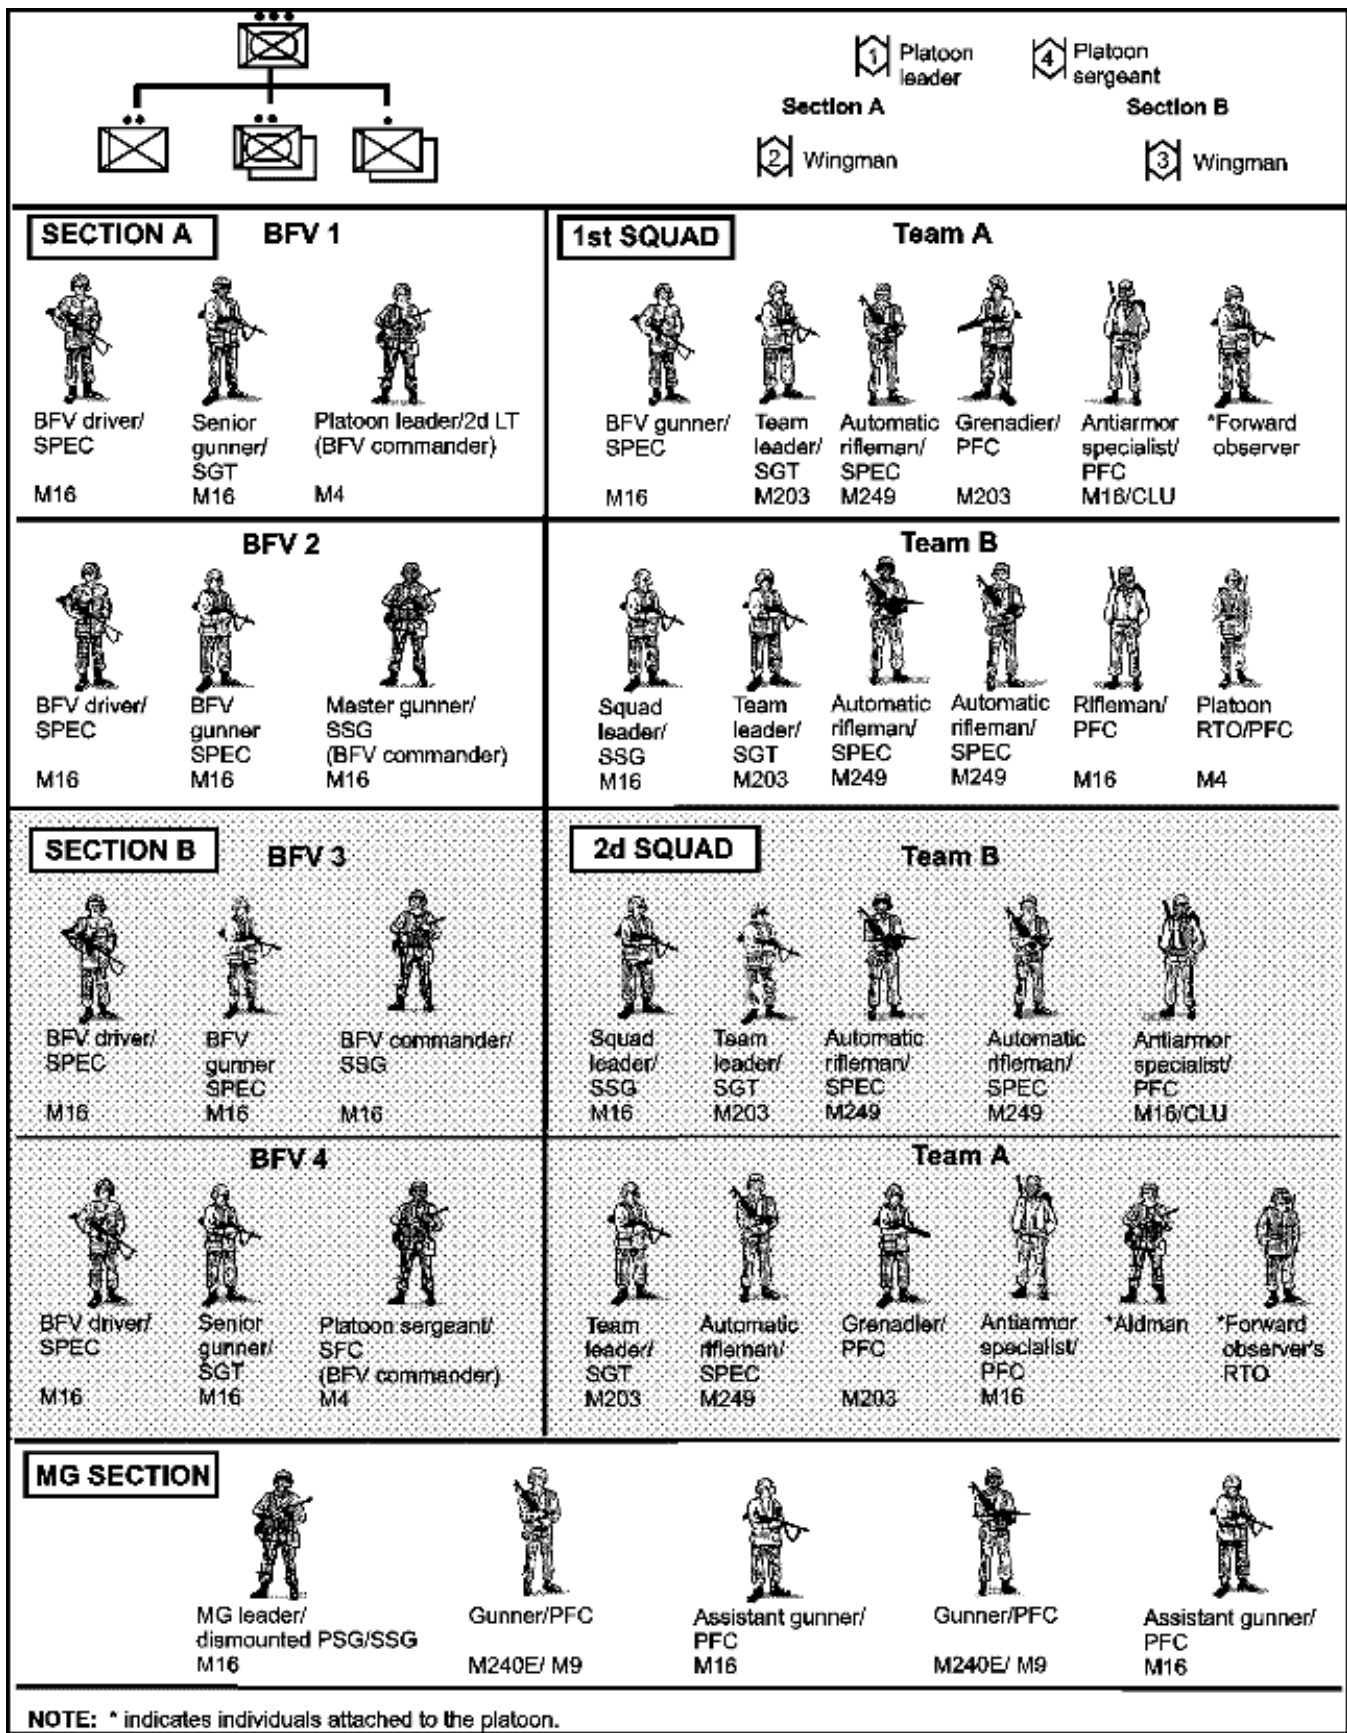 1 Platoon leader
4 Platoon sergeant
Section A
Section B
2 Wingman
3 Wingman
SECTION A
BFV 1
BFV driver/
SPEC
M16
Senior
gunner/
SGT
M16
Platoon leader/2d LT
(BFV commander)
M4
1st SQUAD
Team A
BFV gunner/
SPEC
M16
Team
leader/
SGT
M203
Automatic
rifleman/
SPEC
M249
Grenadier/
PFC
M203
Antiarmor
specialist/
PFC
M16/CLU
*Forward
observer
BFV 2
BFV driver/
SPEC
M16
BFV
gunner
SPEC
M16
Master gunner/
SSG
(BFV commander)
M16
Team B
Squad
leader/
SSG
M16
Team
leader/
SGT
M203
Automatic
rifleman/
SPEC
M249
Automatic
rifleman/
SPEC
M249
Rifleman/
PFC
M16
Platoon
RTO/PFC
M4
SECTION B
BFV 3
BFV driver/
SPEC
M16
BFV
gunner
SPEC
M16
BFV commander/
SSG
M16
2d SQUAD
Team B
Squad
leader/
SSG
M16
Team
leader/
SGT
M203
Automatic
rifleman/
SPEC
M249
Automatic
rifleman/
SPEC
M249
Antiarmor
specialist/
PFC
M16/CLU
BFV 4
BFV driver/
SPEC
M16
Senior
gunner/
SGT
M16
Platoon sergeant/
SFC
(BFV commander)
M4
Team A
Team
leader/
SGT
M203
Automatic
rifleman/
SPEC
M249
Grenadier/
PFC
M203
Antiarmor
specialist/
PFC
M16
*Aidman
*Forward
observer's
RTO
MG SECTION
MG leader/
dismounted PSG/SSG
M16
Gunner/PFC
M240E/ M9
Assistant gunner/
PFC
M16
Gunner/PFC
M240E/ M9
Assistant gunner/
PFC
M16
NOTE: * indicates individuals attached to the platoon.